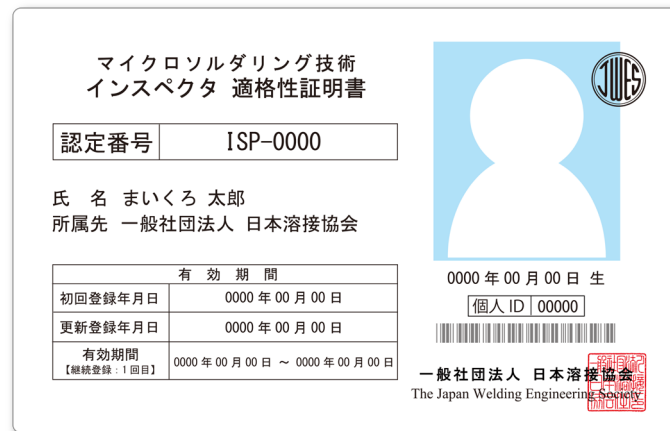 マイクロソルダリング技術
インスペクタ 適格性証明書
認定番号 ISP-0000
氏 名 まいくろ 太郎
所属先 一般社団法人 日本溶接協会
有 効 期 間
初回登録年月日 0000 年 00 月 00 日
更新登録年月日 0000 年 00 月 00 日
有効期間
【継続登録：1回目】 0000 年 00 月 00 日 ～ 0000 年 00 月 00 日
JWES
0000 年 00 月 00 日 生
個人 ID 00000
一般社団法人 日本溶接協会
The Japan Welding Engineering Society